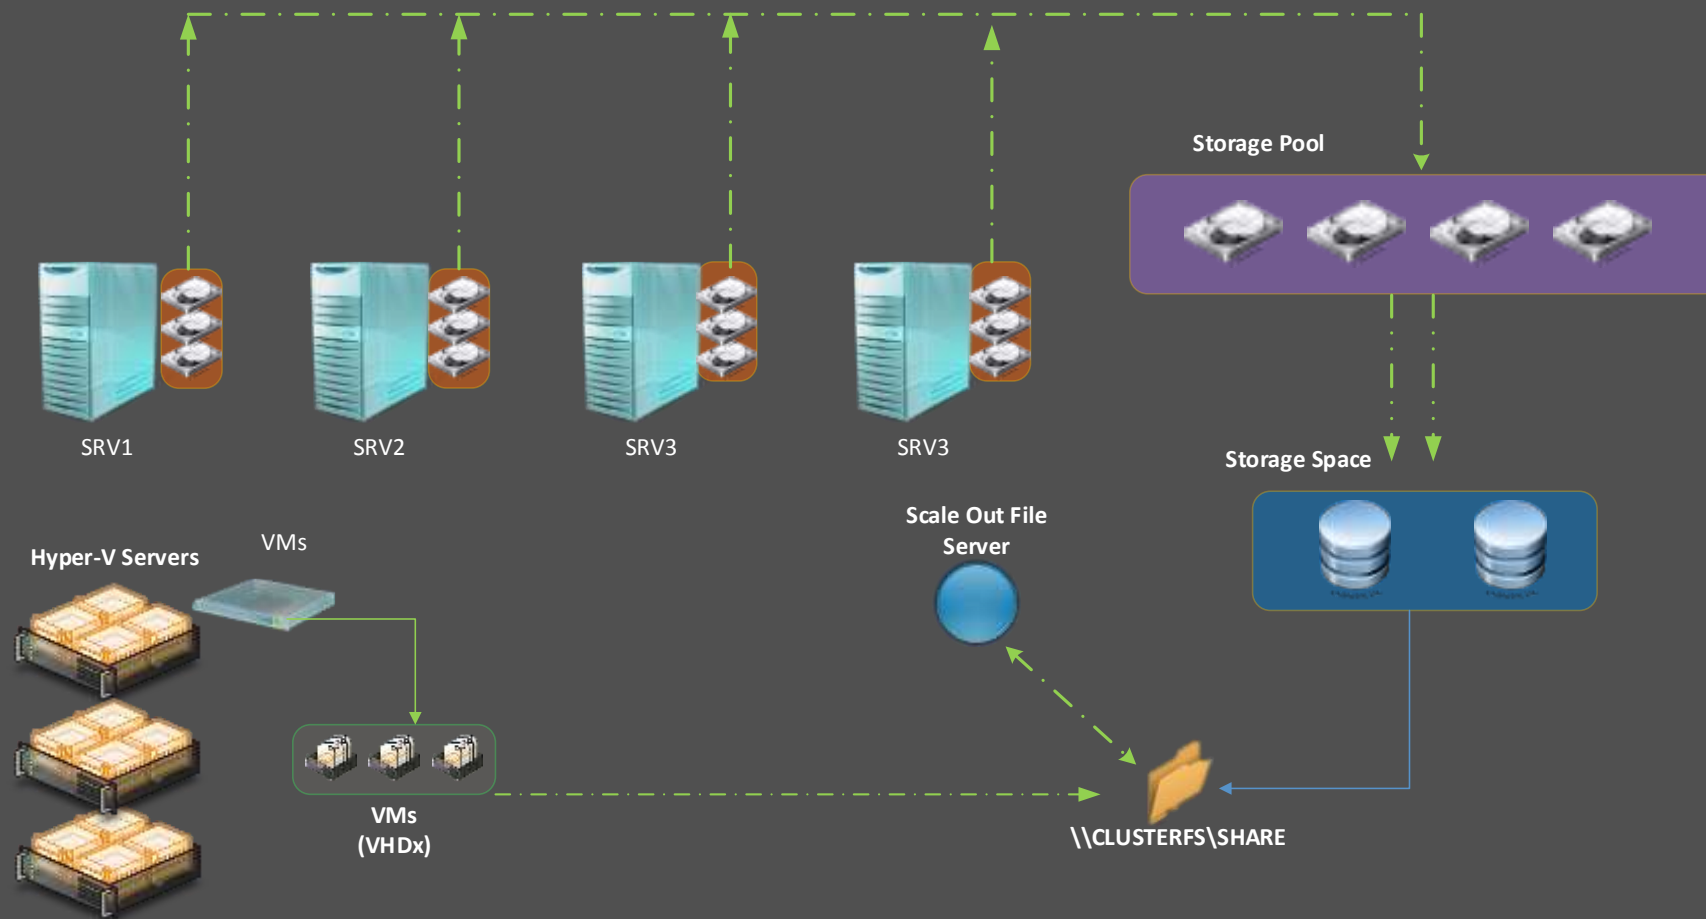 Storage Pool
SRV1
SRV2
SRV3
SRV3
Storage Space
Scale Out File
Server
VMs
Hyper-V Servers
VMs
(VHDx)
\\CLUSTERFS\SHARE